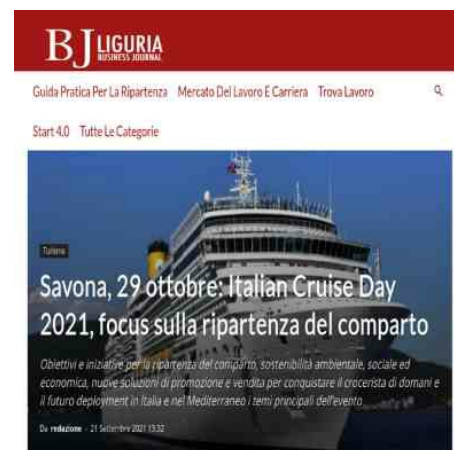 BJ LIGURIA
BUSINESS JOURNAL
Guida Pratica Per La Ripartenza Mercato Del Lavoro E Carriera Trova Lavoro
Start 4.0 Tutte Le Categorie
Turismo
Savona, 29 ottobre: Italian Cruise Day
2021, focus sulla ripartenza del comparto
Obiettivi e iniziative per la ripartenza del comparto, sostenibilità ambientale, sociale ed
economica, nuove soluzioni di promozione e vendita per conquistare il crocerista di domani e
il futuro deployment in Italia e nel Mediterraneo i temi principali dell'evento
Da redazione - 21 Settembre 2021 13:32